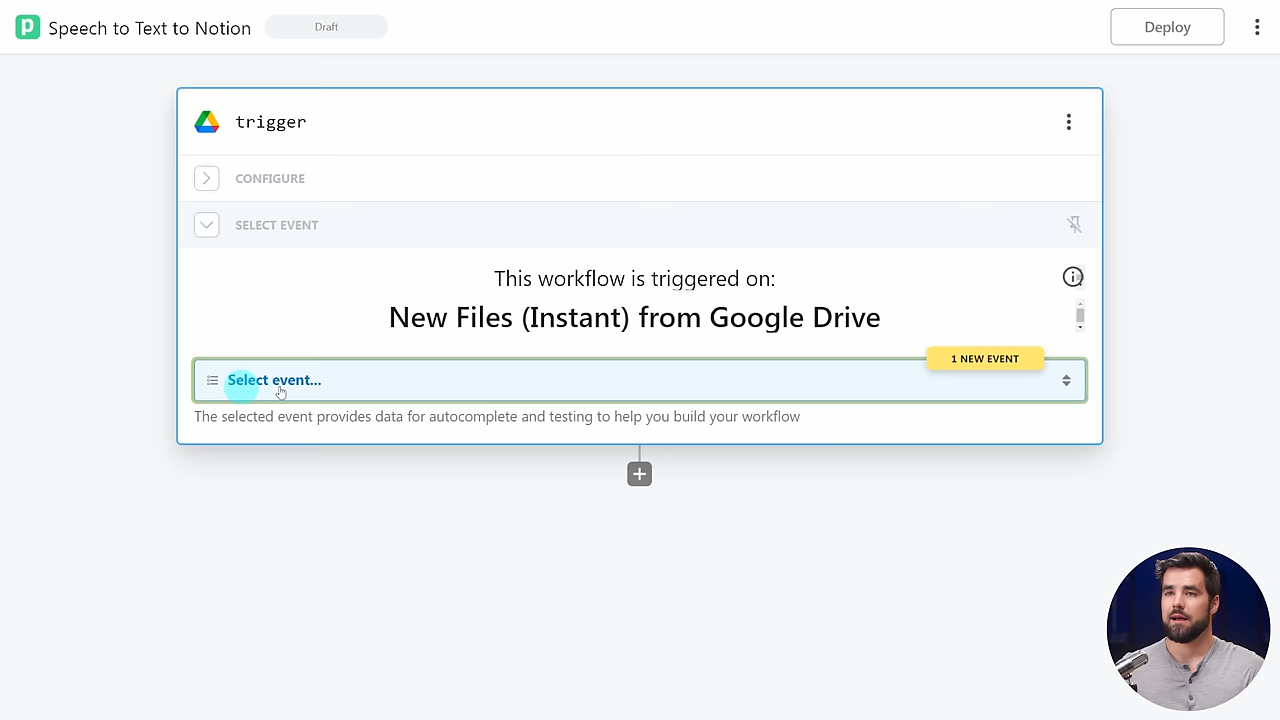 Speech to Text to Notion
Draft
Deploy
trigger
CONFIGURE
SELECT EVENT
This workflow is triggered on:
New Files (Instant) from Google Drive
1 NEW EVENT
Select event...
The selected event provides data for autocomplete and testing to help you build your workflow